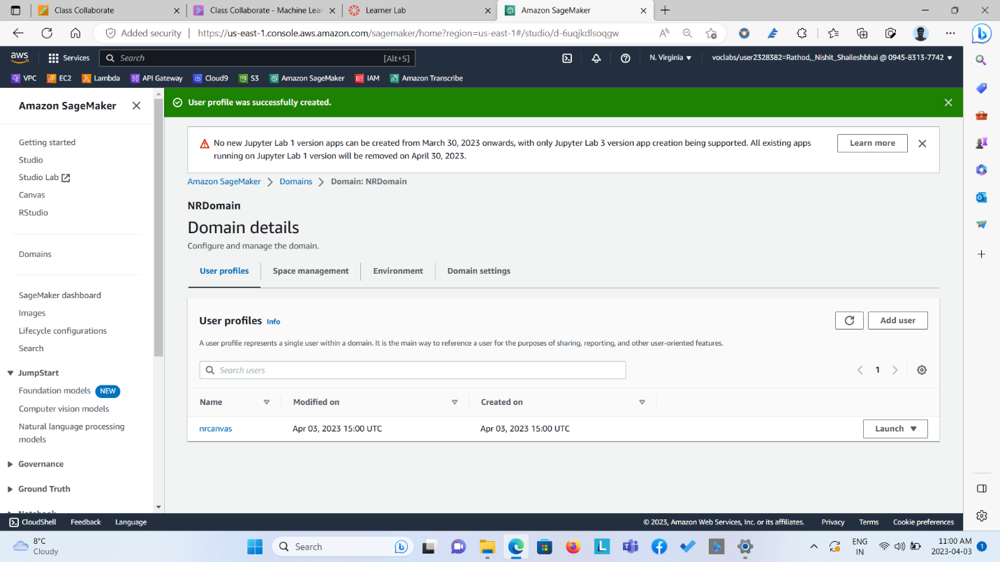 Class Collaborate
Class Collaborate - Machine Lear
Learner Lab
Amazon SageMaker
Added security
https://us-east-1.console.aws.amazon.com/sagemaker/home?region=us-east-1#/studio/d-6uqjkdlsoqgw
aws
Services
Search
[Alt+S]
N. Virginia
voclabs/user2328382=Rathod,_Nishit_Shaileshbhai @ 0945-8313-7742
VPC
EC2
Lambda
API Gateway
Cloud9
S3
Amazon SageMaker
IAM
Amazon Transcribe
Amazon SageMaker
Getting started
Studio
Studio Lab
Canvas
RStudio
Domains
SageMaker dashboard
Images
Lifecycle configurations
Search
JumpStart
Foundation models NEW
Computer vision models
Natural language processing
models
Governance
Ground Truth
Notebook
User profile was successfully created.
No new Jupyter Lab 1 version apps can be created from March 30, 2023 onwards, with only Jupyter Lab 3 version app creation being supported. All existing apps
running on Jupyter Lab 1 version will be removed on April 30, 2023.
Learn more
Amazon SageMaker
Domains
Domain: NRDomain
NRDomain
Domain details
Configure and manage the domain.
User profiles
Space management
Environment
Domain settings
User profiles Info
Add user
A user profile represents a single user within a domain. It is the main way to reference a user for the purposes of sharing, reporting, and other user-oriented features.
Search users
1
Name
Modified on
Created on
nrcanvas
Apr 03, 2023 15:00 UTC
Apr 03, 2023 15:00 UTC
Launch
CloudShell
Feedback
Language
© 2023, Amazon Web Services, Inc. or its affiliates.
Privacy
Terms
Cookie preferences
8°C
Cloudy
Search
ENG
IN
11:00 AM
2023-04-03
1